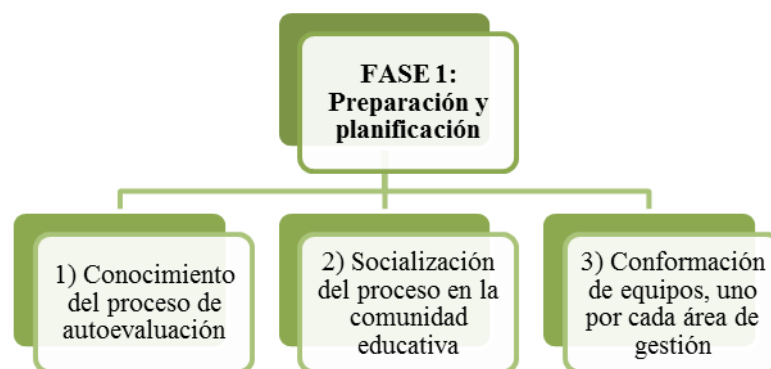 FASE 1:
Preparación y
planificación
1) Conocimiento
del proceso de
autoevaluación
2) Socialización
del proceso en la
comunidad
educativa
3) Conformación
de equipos, uno
por cada área de
gestión